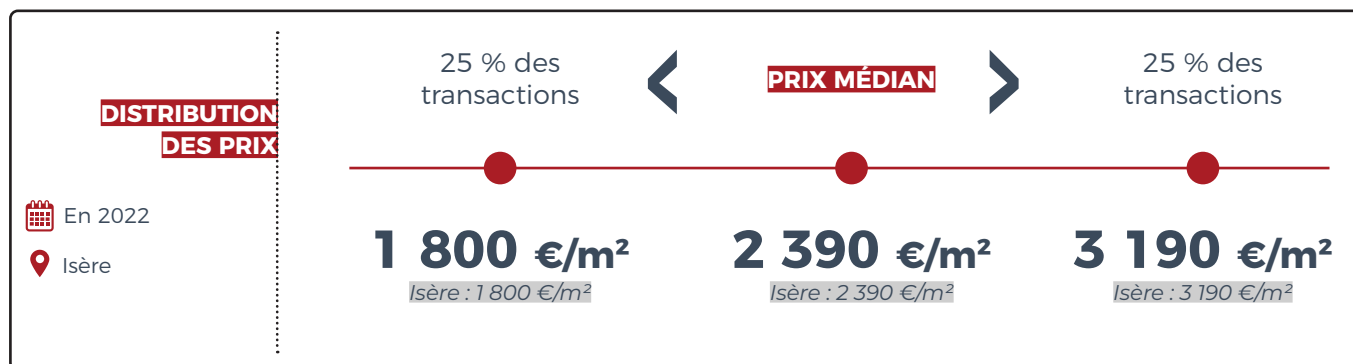 DISTRIBUTION
DES PRIX
En 2022
Isère
25 % des
transactions
<
PRIX MÉDIAN
>
25 % des
transactions
1 800 €/m²
Isère : 1 800 €/m²
2 390 €/m²
Isère : 2 390 €/m²
3 190 €/m²
Isère : 3 190 €/m²